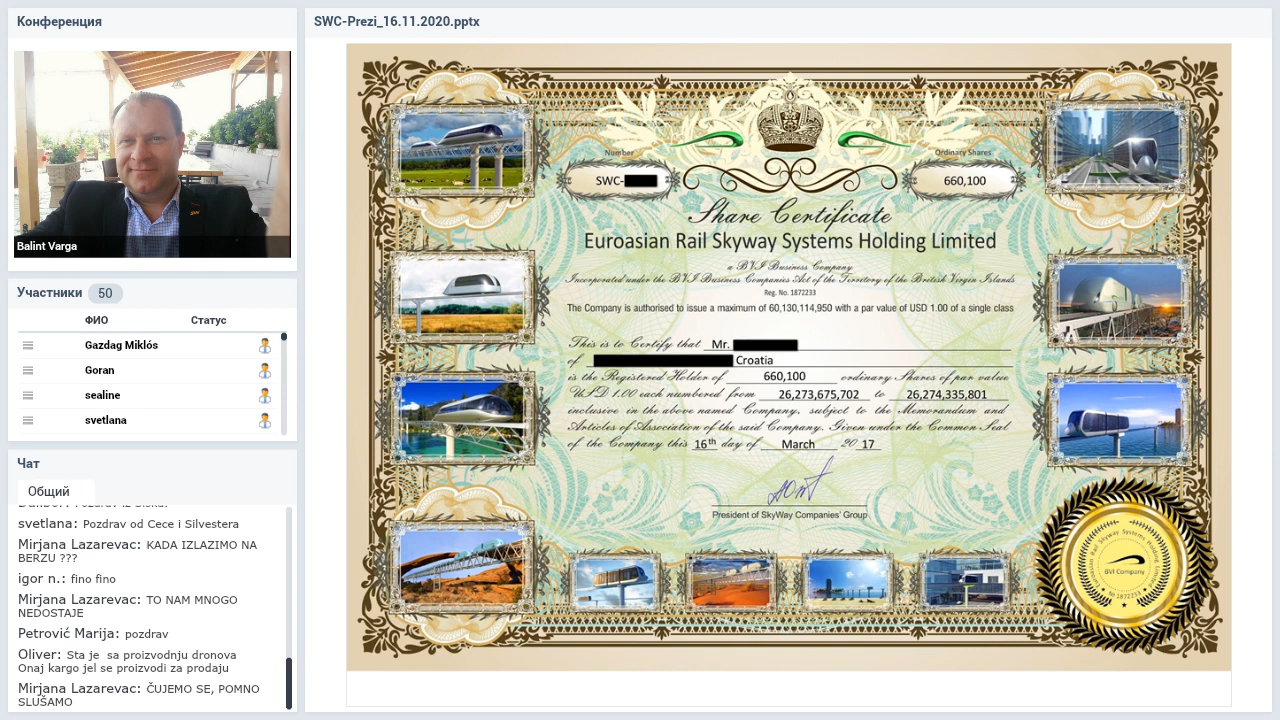 Конференция
Balint Varga
Участники 50
ФИО Статус
Gazdag Miklós
Goran
sealine
svetlana
Чат
Общий
svetlana: Pozdrav od Cece i Silvestera
Mirjana Lazarevac: KADA IZLAZIMO NA
BERZU ???
igor n.: fino fino
Mirjana Lazarevac: TO NAM MNOGO
NEDOSTAJE
Petrović Marija: pozdrav
Oliver: Sta je sa proizvodnju dronova
Onaj kargo jel se proizvodi za prodaju
Mirjana Lazarevac: ČUJEMO SE, POMNO
SLUŠAMO
SWC-Prezi_16.11.2020.pptx
Number
SWC-
Ordinary Shares
660,100
Share Certificate
Euroasian Rail Skyway Systems Holding Limited
a BVI Business Company
Incorporated under the BVI Business Companies Act of the Territory of the British Virgin Islands
Reg. No. 1872233
The Company is authorised to issue a maximum of 60,130,114,950 with a par value of USD 1.00 of a single class
This is to Certify that Mr.
of Croatia
is the Registered Holder of 660,100 ordinary Shares of par value
USD 1.00 each numbered from 26,273,675,702 to 26,274,335,801
inclusive in the above named Company, subject to the Memorandum and
Articles of Association of the said Company. Given under the Common Seal
of the Company this 16th day of March 20 17
President of SkyWay Companies' Group
Rail Skyway Systems Holding
BVI Company
No 1872233